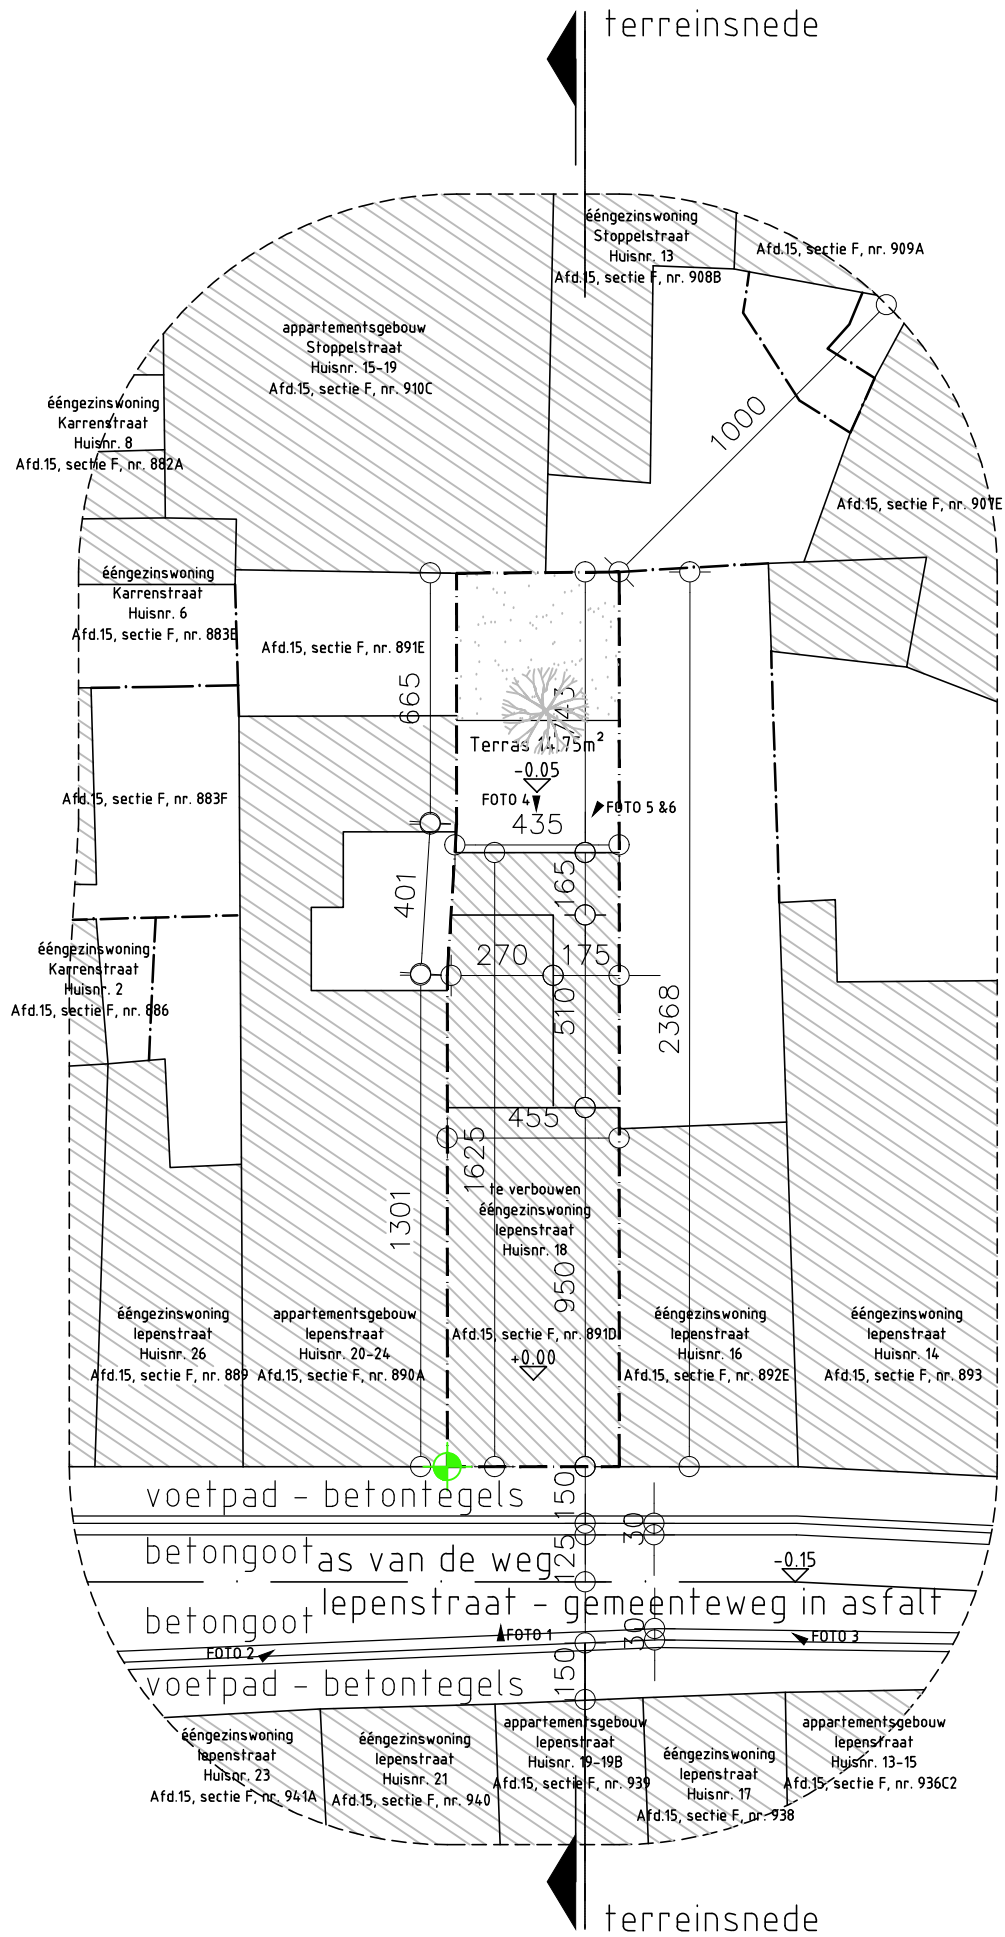 terreinsnede
ééngezinswoning
Stoppelstraat
Huisnr. 13
Afd.15, sectie F, nr. 908B
Afd.15, sectie F, nr. 909A
appartementsgebouw
Stoppelstraat
Huisnr. 15-19
Afd.15, sectie F, nr. 910C
ééngezinswoning
Karrenstraat
Huisnr. 8
Afd.15, sectie F, nr. 882A
1000
Afd.15, sectie F, nr. 907E
ééngezinswoning
Karrenstraat
Huisnr. 6
Afd.15, sectie F, nr. 883E
Afd.15, sectie F, nr. 891E
665
743
Terras 14.75m²
-0.05
FOTO 4
FOTO 5 &6
435
Afd.15, sectie F, nr. 883F
401
165
270
175
510
2368
ééngezinswoning
Karrenstraat
Huisnr. 2
Afd.15, sectie F, nr. 886
455
1625
1301
te verbouwen
ééngezinswoning
Iepenstraat
Huisnr. 18
950
Afd.15, sectie F, nr. 891D
+0.00
ééngezinswoning
Iepenstraat
Huisnr. 26
Afd.15, sectie F, nr. 889
appartementsgebouw
Iepenstraat
Huisnr. 20-24
Afd.15, sectie F, nr. 890A
ééngezinswoning
Iepenstraat
Huisnr. 16
Afd.15, sectie F, nr. 892E
ééngezinswoning
Iepenstraat
Huisnr. 14
Afd.15, sectie F, nr. 893
voetpad - betontegels
150
30
betongoot
as van de weg
125
-0.15
Iepenstraat - gemeenteweg in asfalt
betongoot
FOTO 1
FOTO 2
FOTO 3
30
150
voetpad - betontegels
ééngezinswoning
Iepenstraat
Huisnr. 23
Afd.15, sectie F, nr. 941A
ééngezinswoning
Iepenstraat
Huisnr. 21
Afd.15, sectie F, nr. 940
appartementsgebouw
Iepenstraat
Huisnr. 19-19B
Afd.15, sectie F, nr. 939
ééngezinswoning
Iepenstraat
Huisnr. 17
Afd.15, sectie F, nr. 938
appartementsgebouw
Iepenstraat
Huisnr. 13-15
Afd.15, sectie F, nr. 936C2
terreinsnede